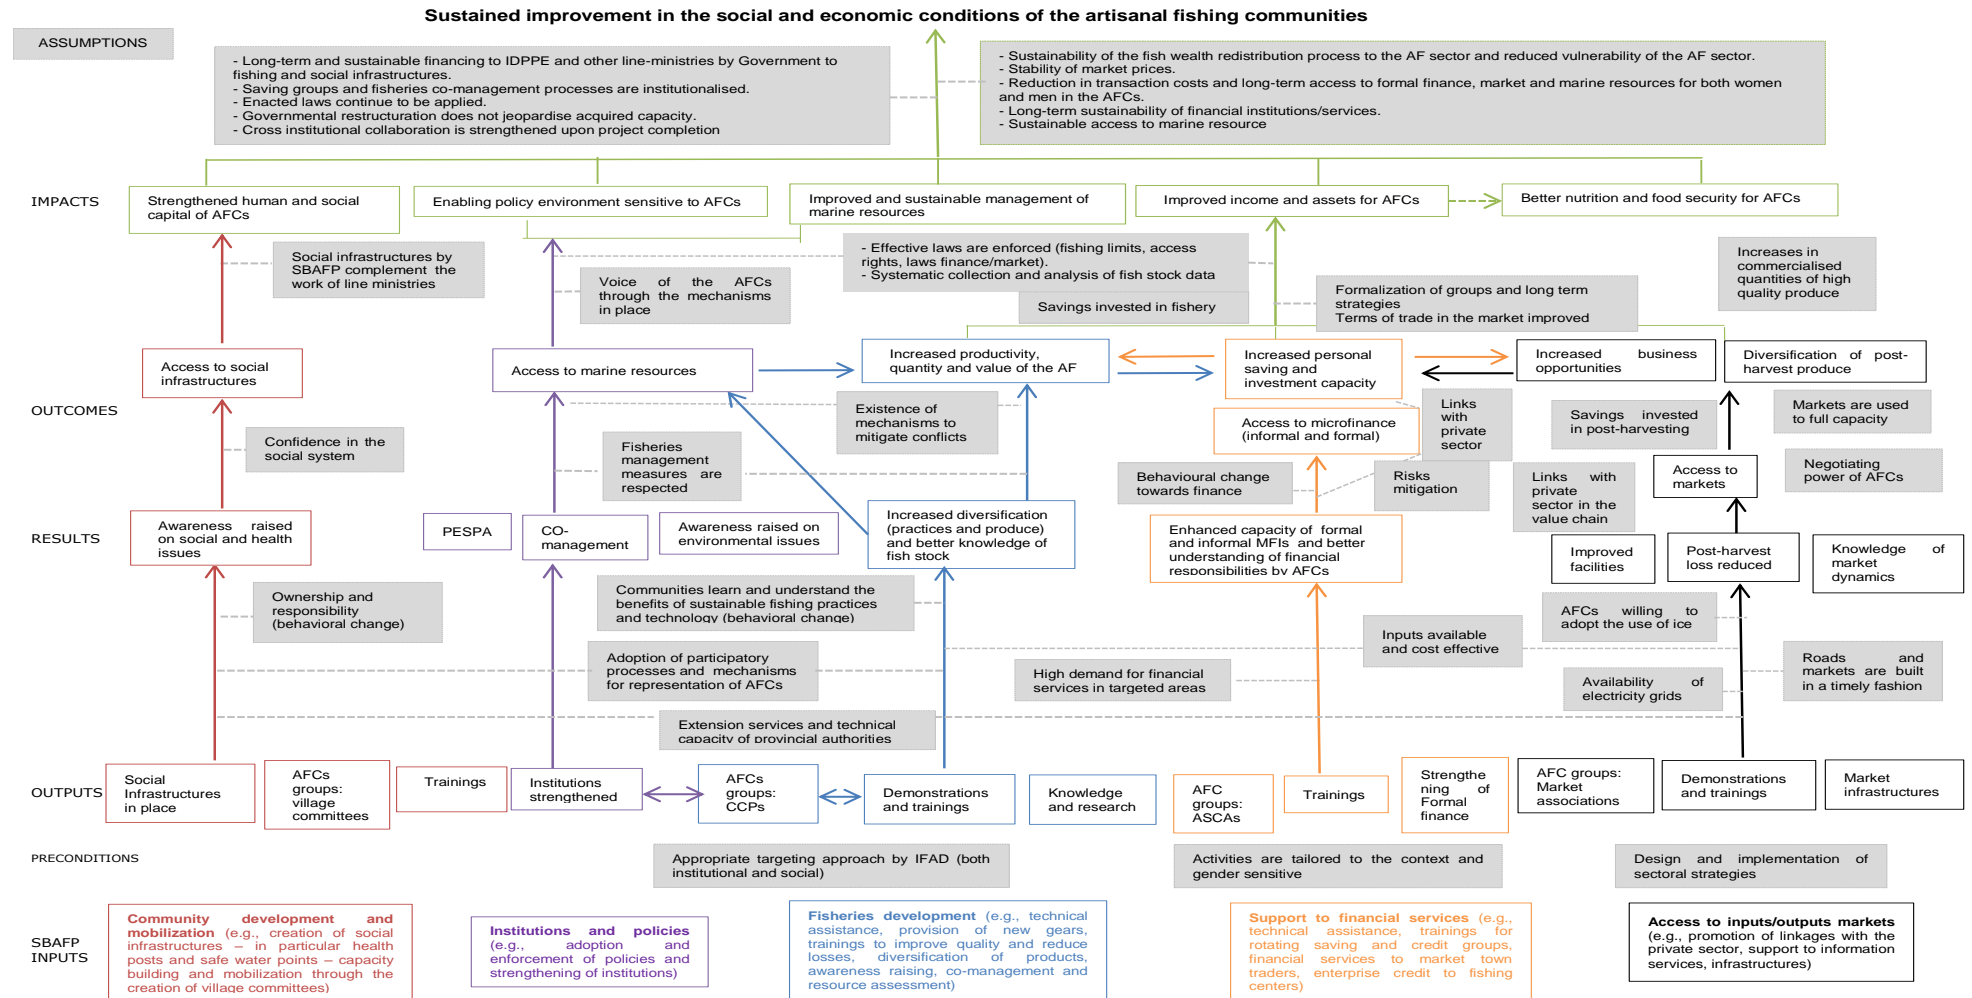 Sustained improvement in the social and economic conditions of the artisanal fishing communities
ASSUMPTIONS
- Long-term and sustainable financing to IDPPE and other line-ministries by Government to
fishing and social infrastructures.
- Saving groups and fisheries co-management processes are institutionalised.
- Enacted laws continue to be applied.
- Governmental restructuration does not jeopardise acquired capacity.
- Cross institutional collaboration is strengthened upon project completion
- Sustainability of the fish wealth redistribution process to the AF sector and reduced vulnerability of the AF sector.
- Stability of market prices.
- Reduction in transaction costs and long-term access to formal finance, market and marine resources for both women
and men in the AFCs.
- Long-term sustainability of financial institutions/services.
- Sustainable access to marine resource
IMPACTS
Strengthened human and social
capital of AFCs
Enabling policy environment sensitive to AFCs
Improved and sustainable management of
marine resources
Improved income and assets for AFCs
Better nutrition and food security for AFCs
Social infrastructures by
SBAFP complement the
work of line ministries
Voice of the AFCs
through the mechanisms
in place
- Effective laws are enforced (fishing limits, access
rights, laws finance/market).
- Systematic collection and analysis of fish stock data
Savings invested in fishery
Formalization of groups and long term
strategies
Terms of trade in the market improved
Increases in
commercialised
quantities of high
quality produce
Access to social
infrastructures
Access to marine resources
Increased productivity,
quantity and value of the AF
Increased personal
saving and
investment capacity
Increased business
opportunities
Diversification of post-
harvest produce
OUTCOMES
Existence of
mechanisms to
mitigate conflicts
Access to microfinance
(informal and formal)
Links
with
private
sector
Savings invested
in post-harvesting
Markets are used
to full capacity
Confidence in the
social system
Fisheries
management
measures are
respected
Behavioural change
towards finance
Risks
mitigation
Links with
private
sector in the
value chain
Access to
markets
Negotiating
power of AFCs
RESULTS
Awareness raised
on social and health
issues
PESPA
CO-
management
Awareness raised on
environmental issues
Increased diversification
(practices and produce)
and better knowledge of
fish stock
Enhanced capacity of formal
and informal MFIs and better
understanding of financial
responsibilities by AFCs
Improved
facilities
Post-harvest
loss reduced
Knowledge of
market
dynamics
Ownership and
responsibility
(behavioral change)
Communities learn and understand the
benefits of sustainable fishing practices
and technology (behavioral change)
AFCs willing to
adopt the use of ice
Inputs available
and cost effective
Adoption of participatory
processes and mechanisms
for representation of AFCs
High demand for financial
services in targeted areas
Availability of
electricity grids
Roads and
markets are built
in a timely fashion
Extension services and technical
capacity of provincial authorities
OUTPUTS
Social
Infrastructures
in place
AFCs
groups:
village
committees
Trainings
Institutions
strengthened
AFCs
groups:
CCPs
Demonstrations
and trainings
Knowledge
and research
AFC
groups:
ASCAs
Trainings
Strengthe
ning of
Formal
finance
AFC groups:
Market
associations
Demonstrations
and trainings
Market
infrastructures
PRECONDITIONS
Appropriate targeting approach by IFAD (both
institutional and social)
Activities are tailored to the context and
gender sensitive
Design and implementation of
sectoral strategies
SBAFP
INPUTS
Community development and
mobilization (e.g., creation of social
infrastructures – in particular health
posts and safe water points – capacity
building and mobilization through the
creation of village committees)
Institutions and policies
(e.g., adoption and
enforcement of policies and
strengthening of institutions)
Fisheries development (e.g., technical
assistance, provision of new gears,
trainings to improve quality and reduce
losses, diversification of products,
awareness raising, co-management and
resource assessment)
Support to financial services (e.g.,
technical assistance, trainings for
rotating saving and credit groups,
financial services to market town
traders, enterprise credit to fishing
centers)
Access to inputs/outputs markets
(e.g., promotion of linkages with the
private sector, support to information
services, infrastructures)